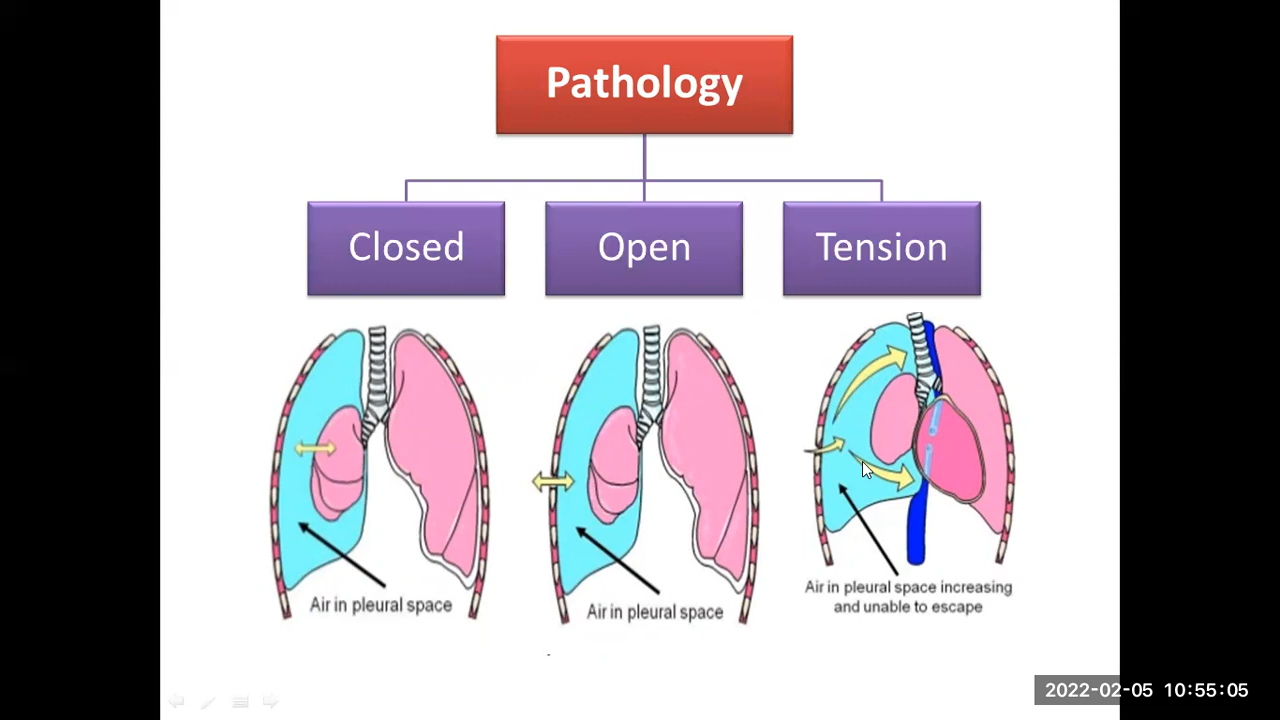 Pathology
Closed
Open
Tension
Air in pleural space
Air in pleural space
Air in pleural space increasing
and unable to escape
2022-02-05 10:55:05